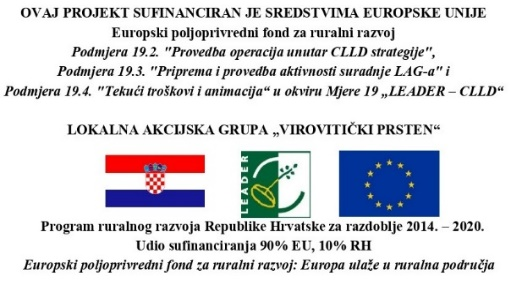 OVAJ PROJEKT SUFINANCIRAN JE SREDSTVIMA EUROPSKE UNIJE
Europski poljoprivredni fond za ruralni razvoj
Podmjera 19.2. "Provedba operacija unutar CLLD strategije",
Podmjera 19.3. "Priprema i provedba aktivnosti suradnje LAG-a" i
Podmjera 19.4. "Tekući troškovi i animacija“ u okviru Mjere 19 „LEADER – CLLD“
LOKALNA AKCIJSKA GRUPA „VIROVITIČKI PRSTEN“
LEADER
Program ruralnog razvoja Republike Hrvatske za razdoblje 2014. – 2020.
Udio sufinanciranja 90% EU, 10% RH
Europski poljoprivredni fond za ruralni razvoj: Europa ulaže u ruralna područja